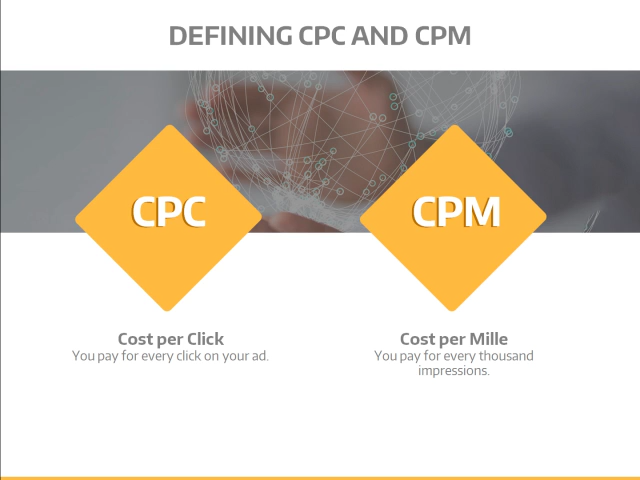 DEFINING CPC AND CPM
CPC
CPM
Cost per Click
You pay for every click on your ad.
Cost per Mille
You pay for every thousand
impressions.